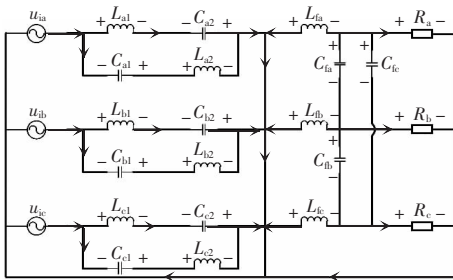 u_ia + L_a1 − − C_a2 + + L_fa − + R_a −
− C_a1 + + L_a2 −
+ C_fa − + C_fc −
u_ib + L_b1 − − C_b2 + + L_fb − + R_b −
− C_b1 + + L_b2 −
+ C_fb −
u_ic + L_c1 − − C_c2 + + L_fc − + R_c −
− C_c1 + + L_c2 −